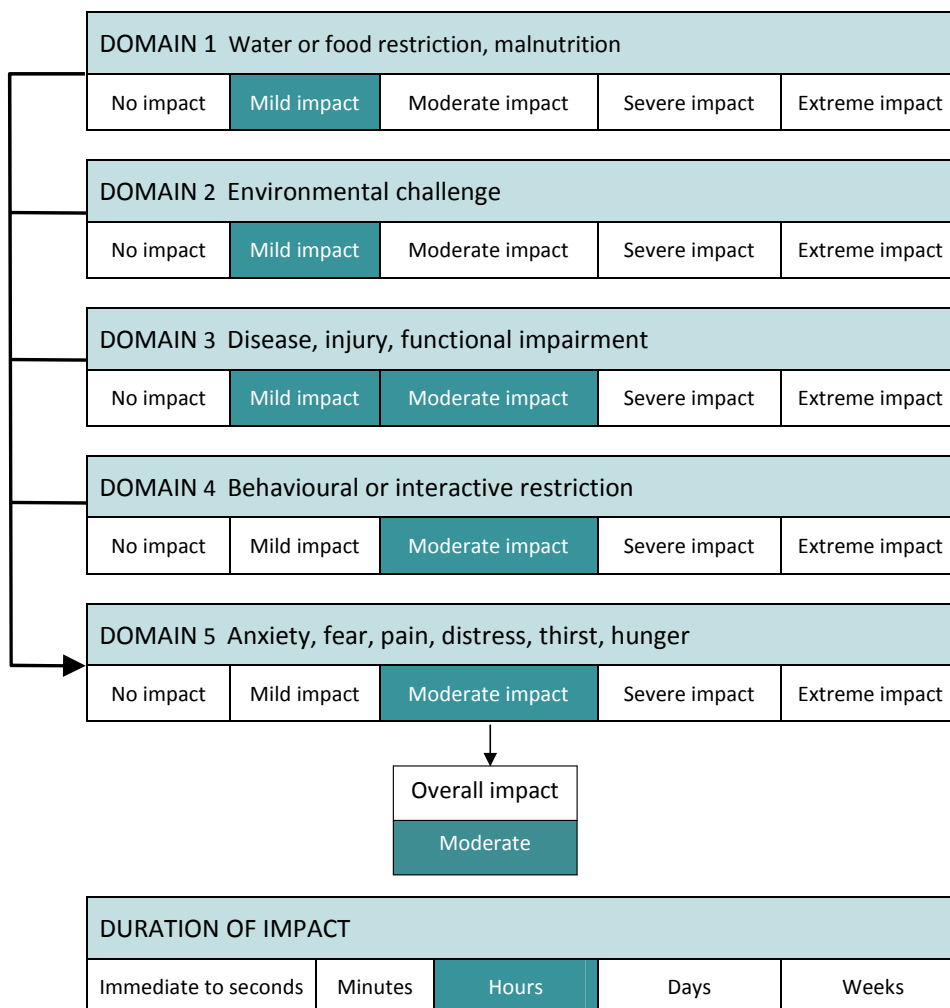 DOMAIN 1 Water or food restriction, malnutrition
No impact Mild impact Moderate impact Severe impact Extreme impact
DOMAIN 2 Environmental challenge
No impact Mild impact Moderate impact Severe impact Extreme impact
DOMAIN 3 Disease, injury, functional impairment
No impact Mild impact Moderate impact Severe impact Extreme impact
DOMAIN 4 Behavioural or interactive restriction
No impact Mild impact Moderate impact Severe impact Extreme impact
DOMAIN 5 Anxiety, fear, pain, distress, thirst, hunger
No impact Mild impact Moderate impact Severe impact Extreme impact
Overall impact
Moderate
DURATION OF IMPACT
Immediate to seconds Minutes Hours Days Weeks